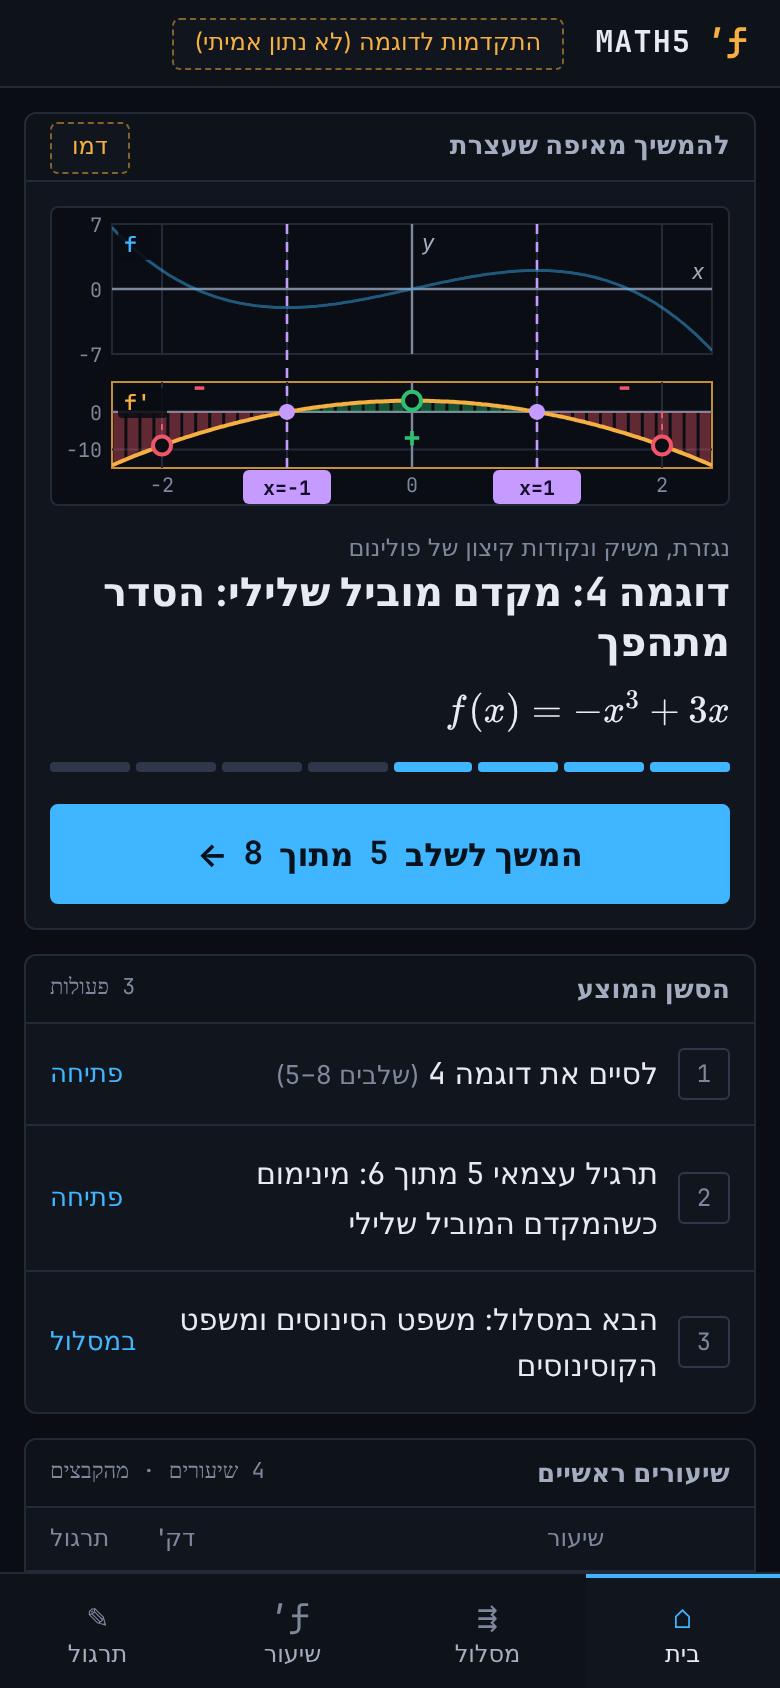 f′ MATH5
התקדמות לדוגמה (לא נתון אמיתי)
להמשיך מאיפה שעצרת
דמו
7
f
y
x
0
-7
f'
-
-
0
+
-10
-2
x=-1
0
x=1
2
נגזרת, משיק ונקודות קיצון של פולינום
דוגמה 4: מקדם מוביל שלילי: הסדר
מתהפך
f(x) = −x³ + 3x
המשך לשלב 5 מתוך 8 ←
הסשן המוצע
3 פעולות
1
לסיים את דוגמה 4 (שלבים 5–8)
פתיחה
2
תרגיל עצמאי 5 מתוך 6: מינימום
כשהמקדם המוביל שלילי
פתיחה
3
הבא במסלול: משפט הסינוסים ומשפט
הקוסינוסים
במסלול
שיעורים ראשיים
4 שיעורים · מהקבצים
שיעור
דק'
תרגול
בית
מסלול
f′
שיעור
תרגול